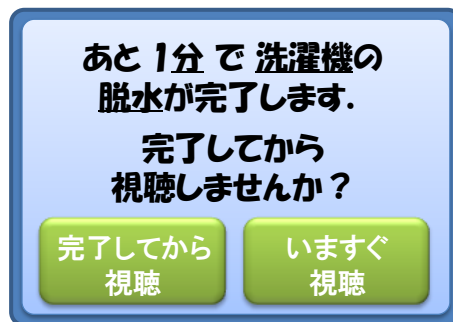 あと 1分 で 洗濯機の
脱水が完了します.
完了してから
視聴しませんか？
完了してから
視聴
いますぐ
視聴